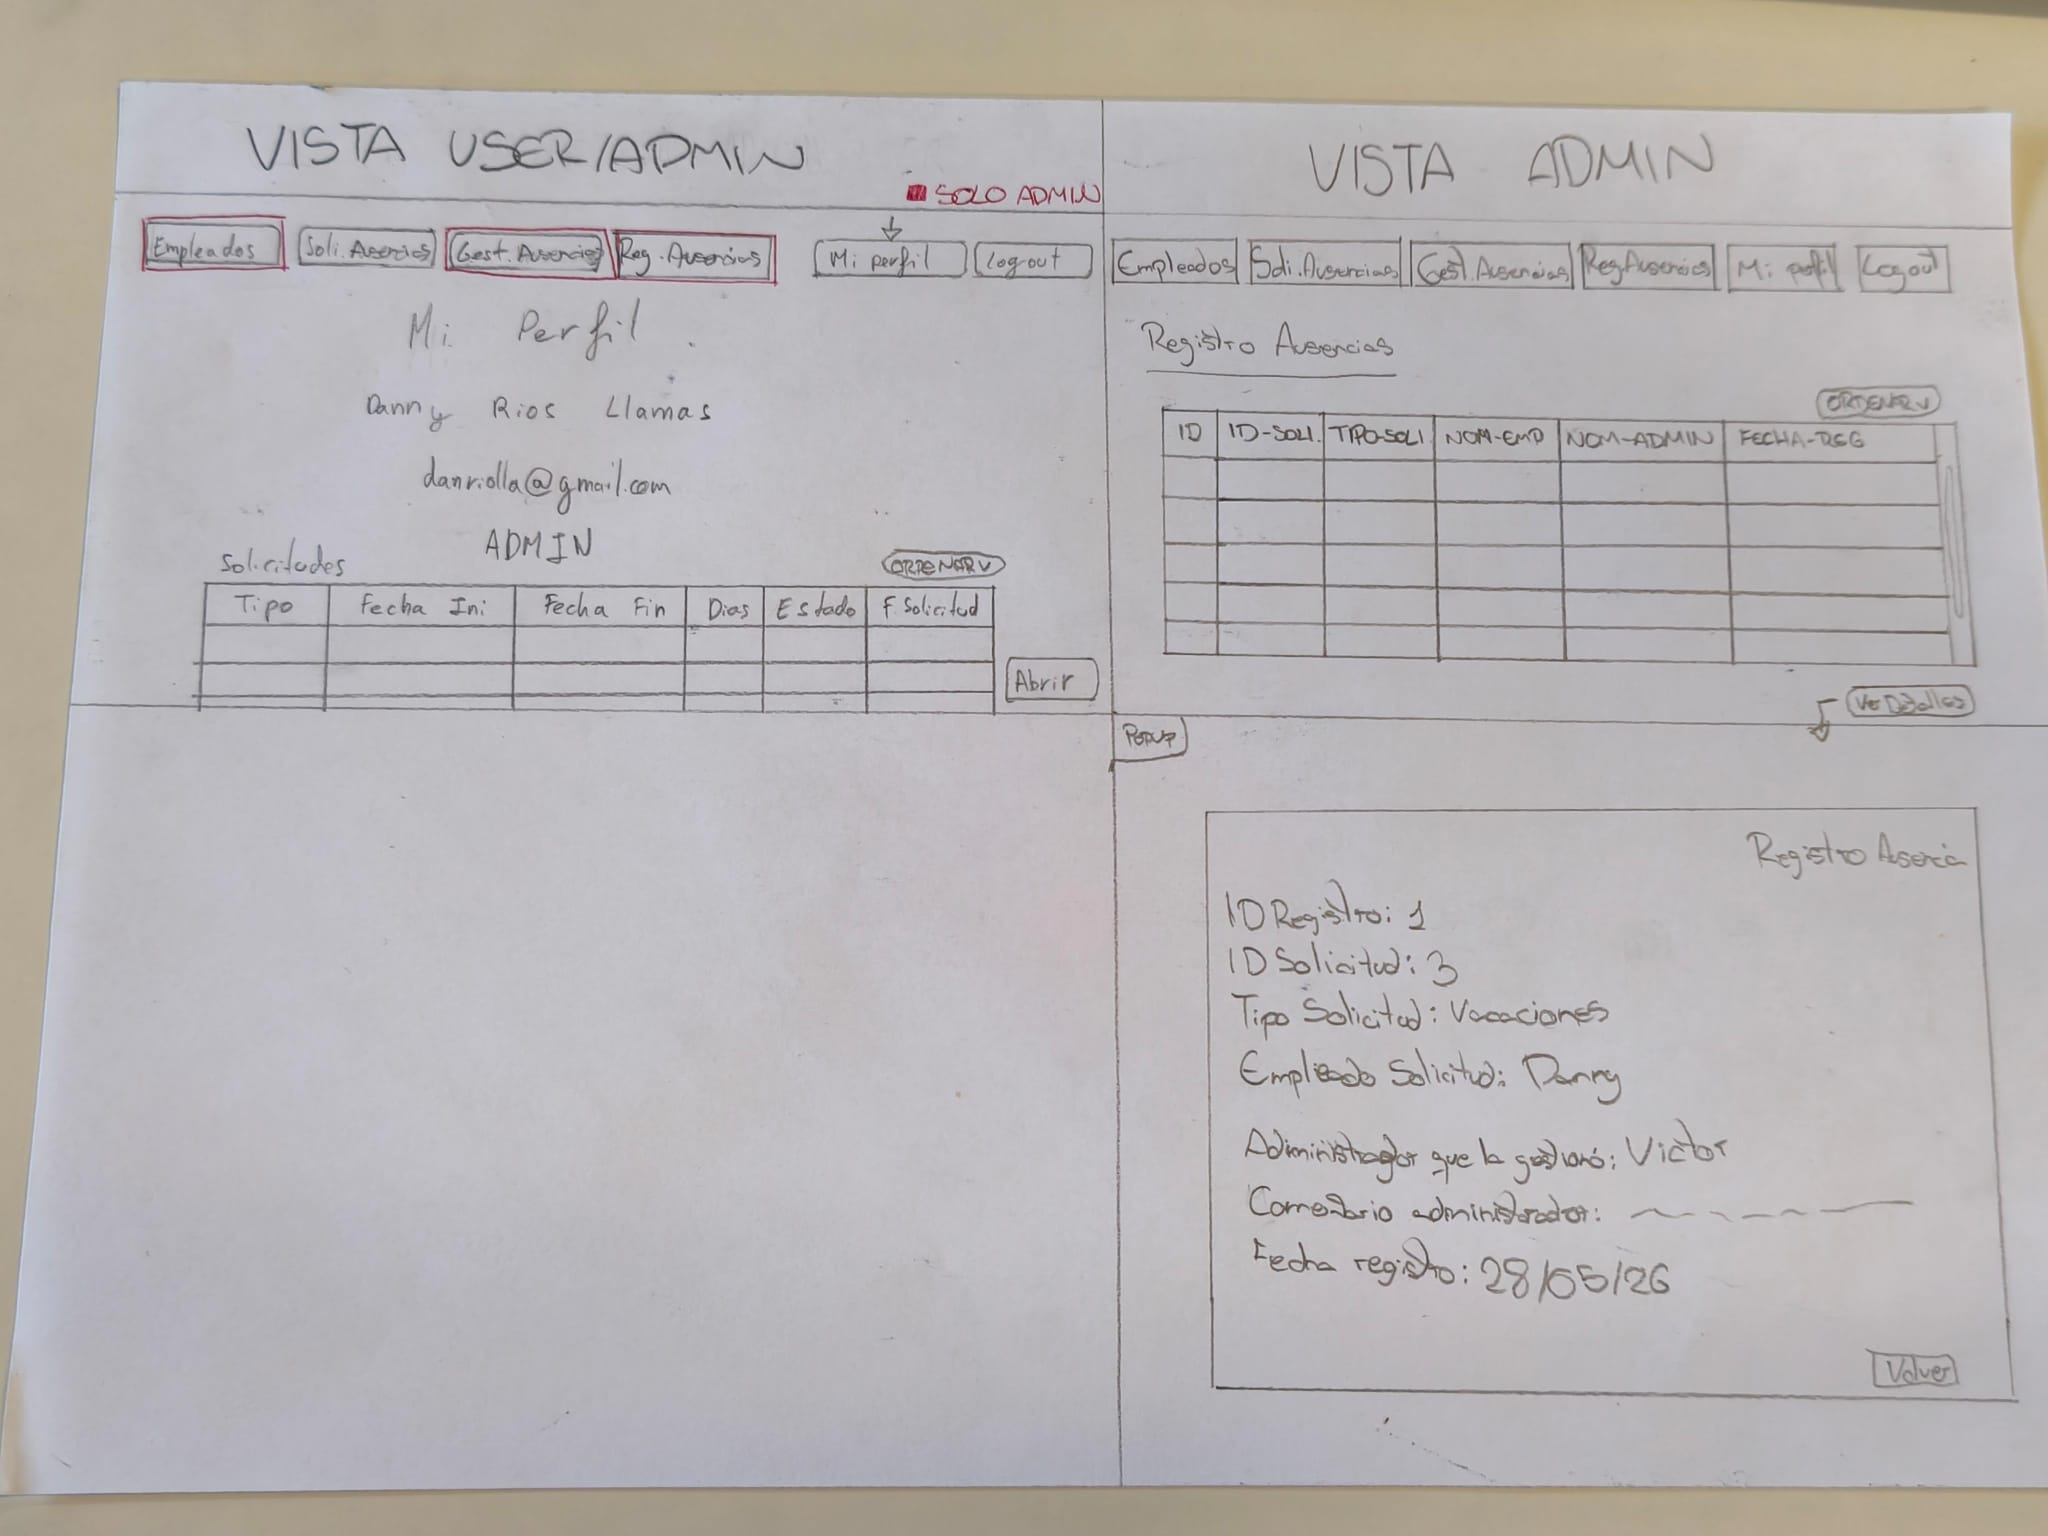 VISTA USER/ADMIN
SOLO ADMIN
Empleados Soli.Asencias Gest.Ausencias Reg.Ausencias Mi perfil Logout
Mi Perfil
Danny Rios Llamas
danriolla@gmail.com
ADMIN
Solicitudes ORDENAR V
Tipo Fecha Ini Fecha Fin Dias Estado F.Solicitud
Abrir
VISTA ADMIN
Empleados Soli.Ausencias Gest.Ausencias Reg.Ausencias Mi perfil Logout
Registro Ausencias
ORDENAR V
ID ID-SOLI. TIPO-SOLI NOM-EMP NOM-ADMIN FECHA-REG
Ver Detalles
POPUP
Registro Ausencia
ID Registro: 1
ID Solicitud: 3
Tipo Solicitud: Vacaciones
Empleado Solicitud: Danny
Administrador que la gestionó: Victor
Comentario administrador:
Fecha registro: 28/05/26
Volver